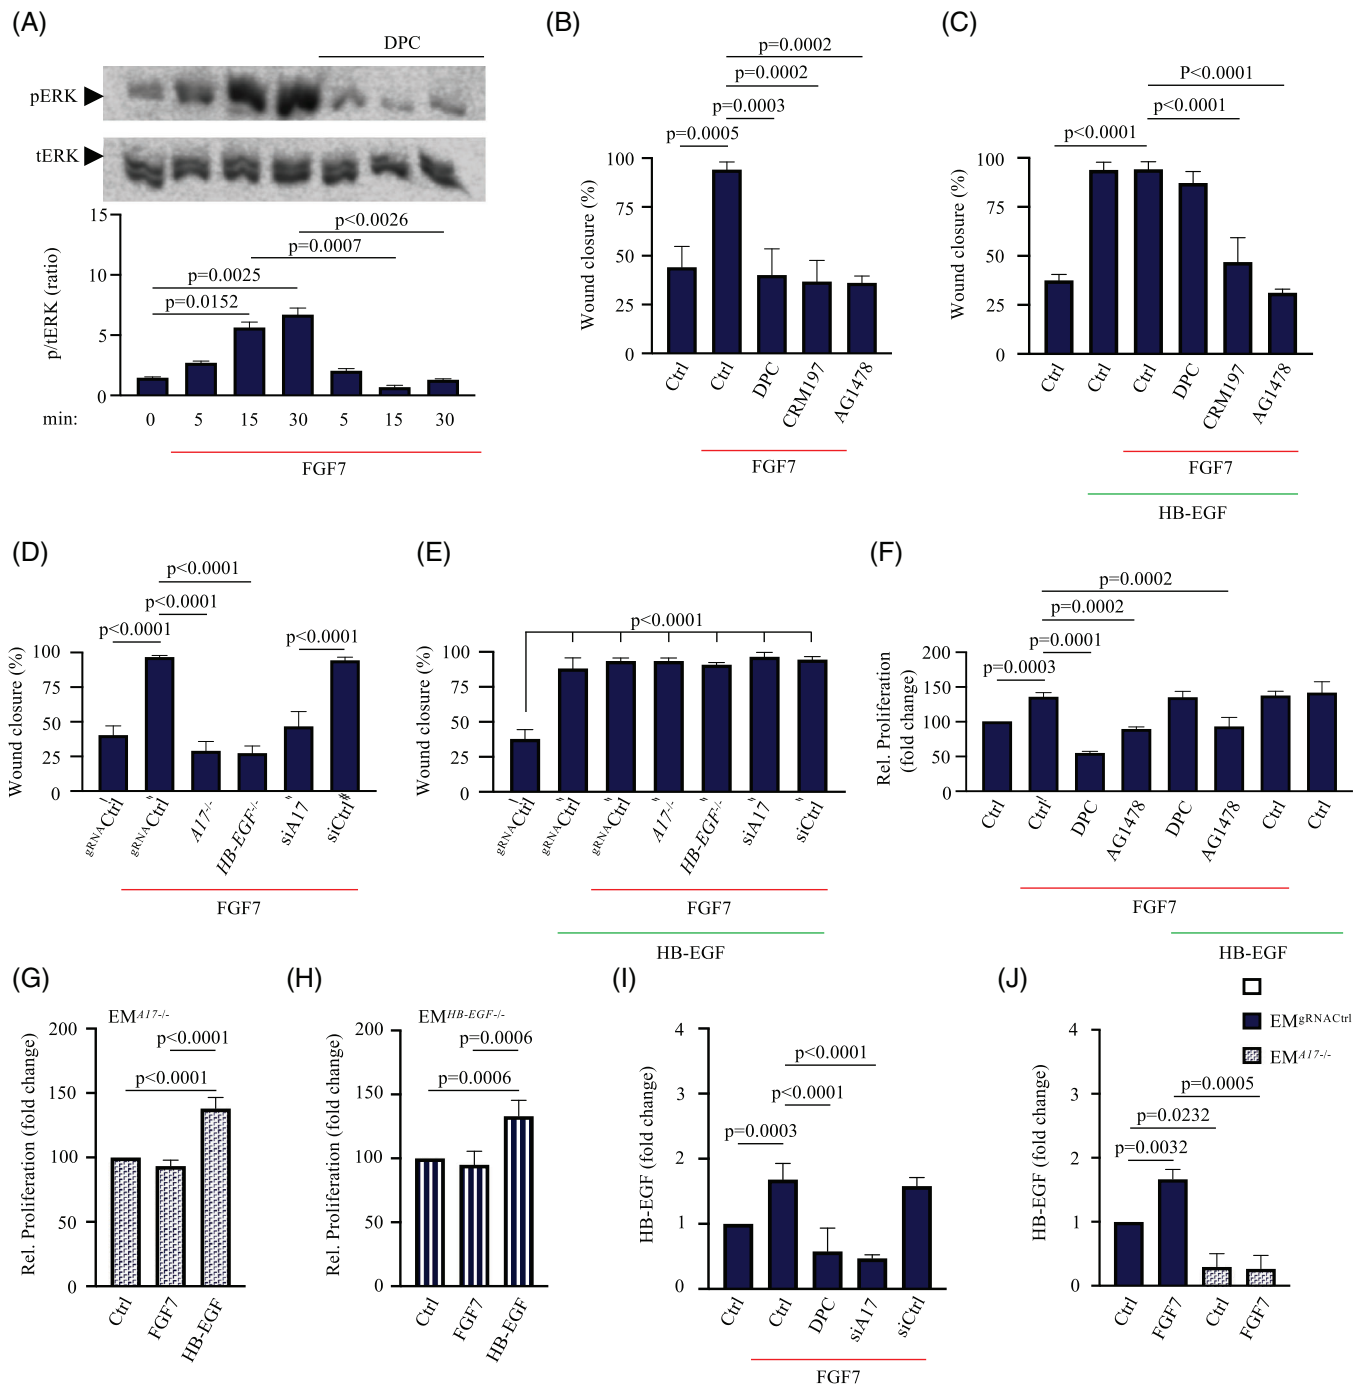 (A)
DPC
pERK
tERK
p<0.0026
p=0.0007
p=0.0025
p=0.0152
p/tERK (ratio)
15
10
5
0
min: 0 5 15 30 5 15 30
FGF7
(B)
p=0.0002
p=0.0002
p=0.0003
p=0.0005
Wound closure (%)
100
75
50
25
0
Ctrl Ctrl DPC CRM197 AG1478
FGF7
(C)
P<0.0001
p<0.0001
p<0.0001
Wound closure (%)
100
75
50
25
0
Ctrl Ctrl Ctrl DPC CRM197 AG1478
FGF7
HB-EGF
(D)
p<0.0001
p<0.0001
p<0.0001 p<0.0001
Wound closure (%)
100
75
50
25
0
gRNACtrl gRNACtrl A17-/- HB-EGF-/- siA17 siCtrl
FGF7
(E)
p<0.0001
Wound closure (%)
100
75
50
25
0
gRNACtrl gRNACtrl gRNACtrl A17-/- HB-EGF-/- siA17 siCtrl
FGF7
HB-EGF
(F)
p=0.0002
p=0.0002
p=0.0001
p=0.0003
Rel. Proliferation
(fold change)
200
150
100
50
0
Ctrl Ctrl DPC AG1478 DPC AG1478 Ctrl Ctrl
FGF7
HB-EGF
(G)
EM A17-/-
p<0.0001
p<0.0001
Rel. Proliferation (fold change)
200
150
100
50
0
Ctrl FGF7 HB-EGF
(H)
EM HB-EGF-/-
p=0.0006
p=0.0006
Rel. Proliferation (fold change)
200
150
100
50
0
Ctrl FGF7 HB-EGF
(I)
p<0.0001
p<0.0001
p=0.0003
HB-EGF (fold change)
4
3
2
1
0
Ctrl Ctrl DPC siA17 siCtrl
FGF7
(J)
EM gRNACtrl
EM A17-/-
p=0.0005
p=0.0232
p=0.0032
HB-EGF (fold change)
4
3
2
1
0
Ctrl FGF7 Ctrl FGF7